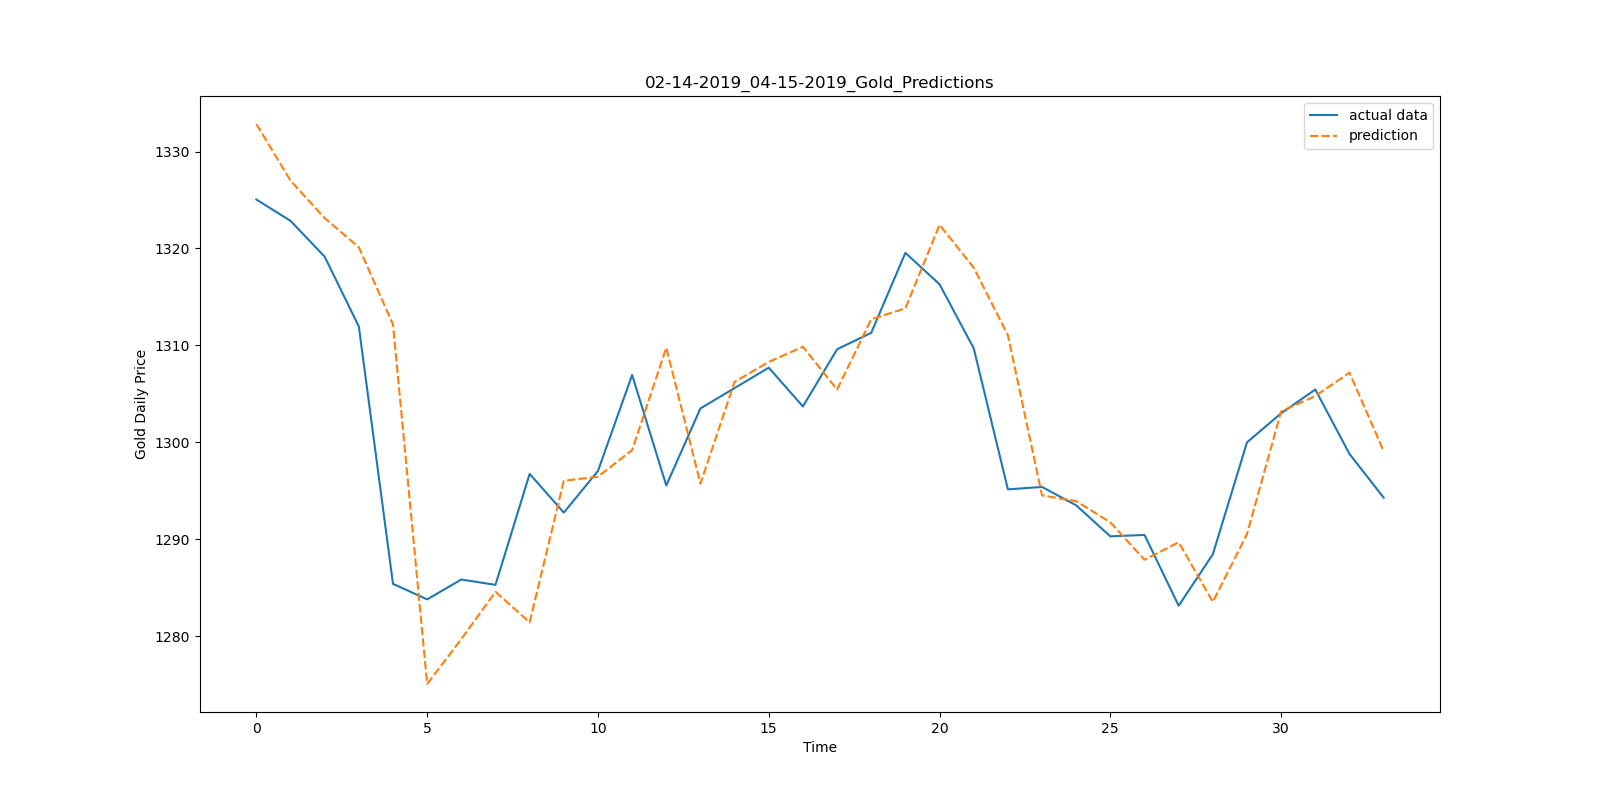 02-14-2019_04-15-2019_Gold_Predictions
actual data
prediction
Gold Daily Price
1330
1320
1310
1300
1290
1280
0 5 10 15 20 25 30
Time